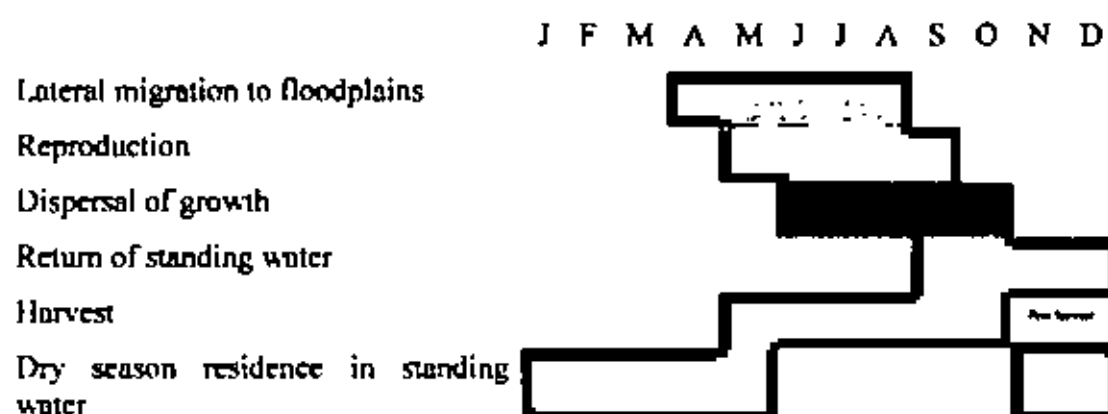 J F M A M J J A S O N D
Lateral migration to floodplains
Reproduction
Dispersal of growth
Return of standing water
Harvest
Dry season residence in standing
water